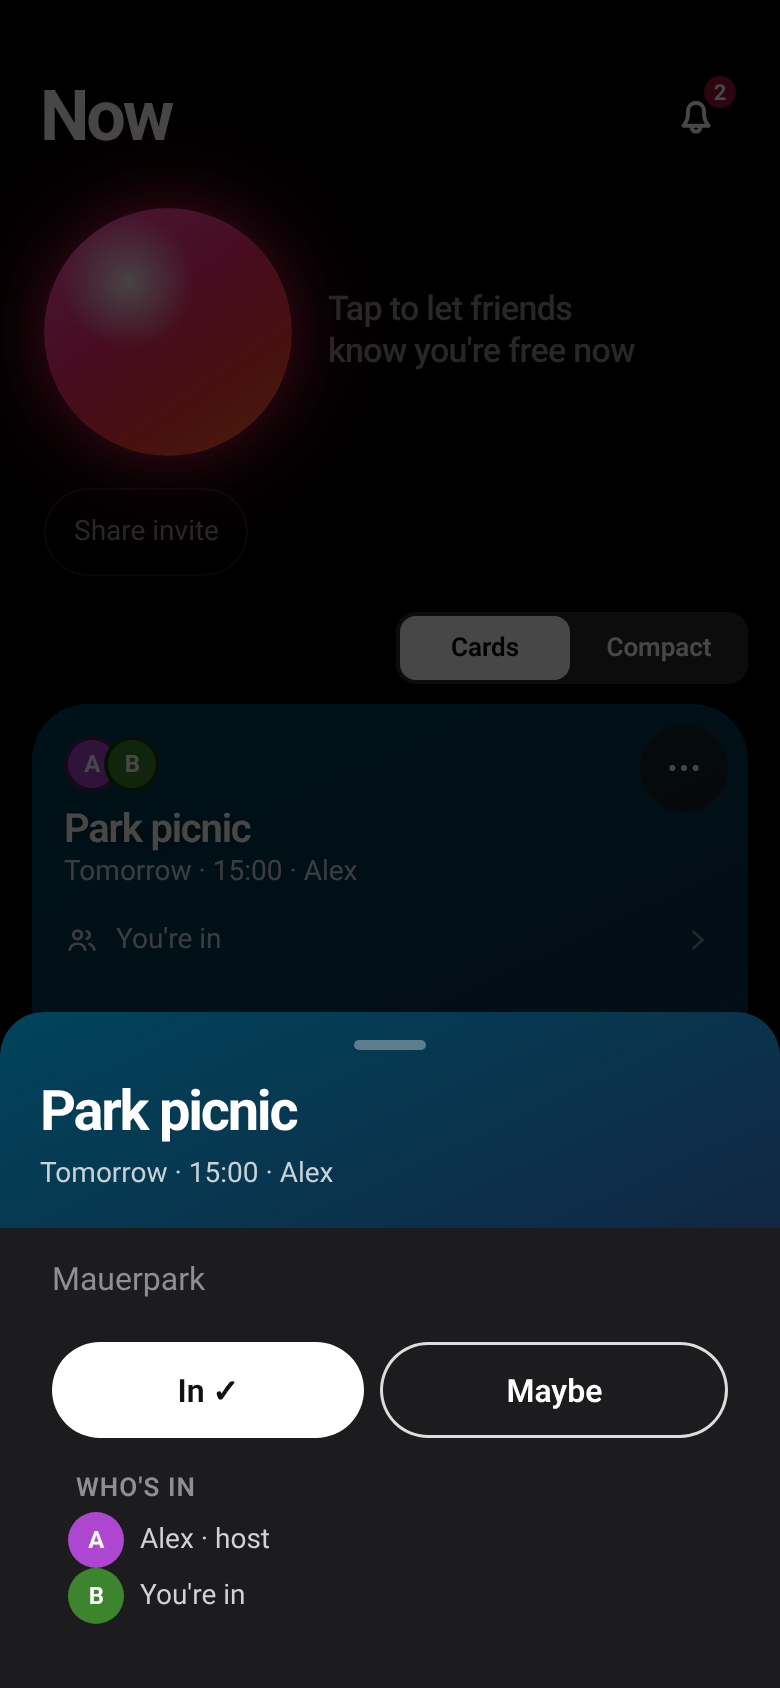 Now
2
Tap to let friends
know you're free now
Share invite
Cards
Compact
A
B
Park picnic
Tomorrow · 15:00 · Alex
You're in
Park picnic
Tomorrow · 15:00 · Alex
Mauerpark
In ✓
Maybe
WHO'S IN
A
Alex · host
B
You're in